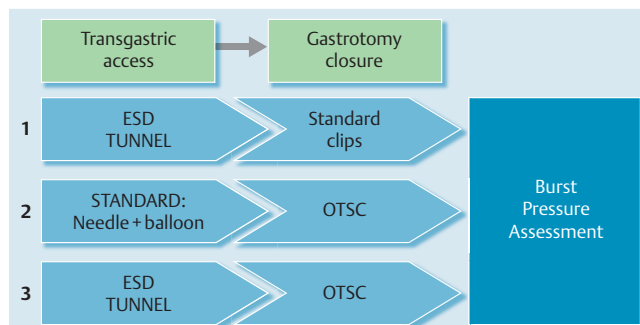 Transgastric
access
Gastrotomy
closure
1
ESD
TUNNEL
Standard
clips
2
STANDARD:
Needle + balloon
OTSC
3
ESD
TUNNEL
OTSC
Burst
Pressure
Assessment